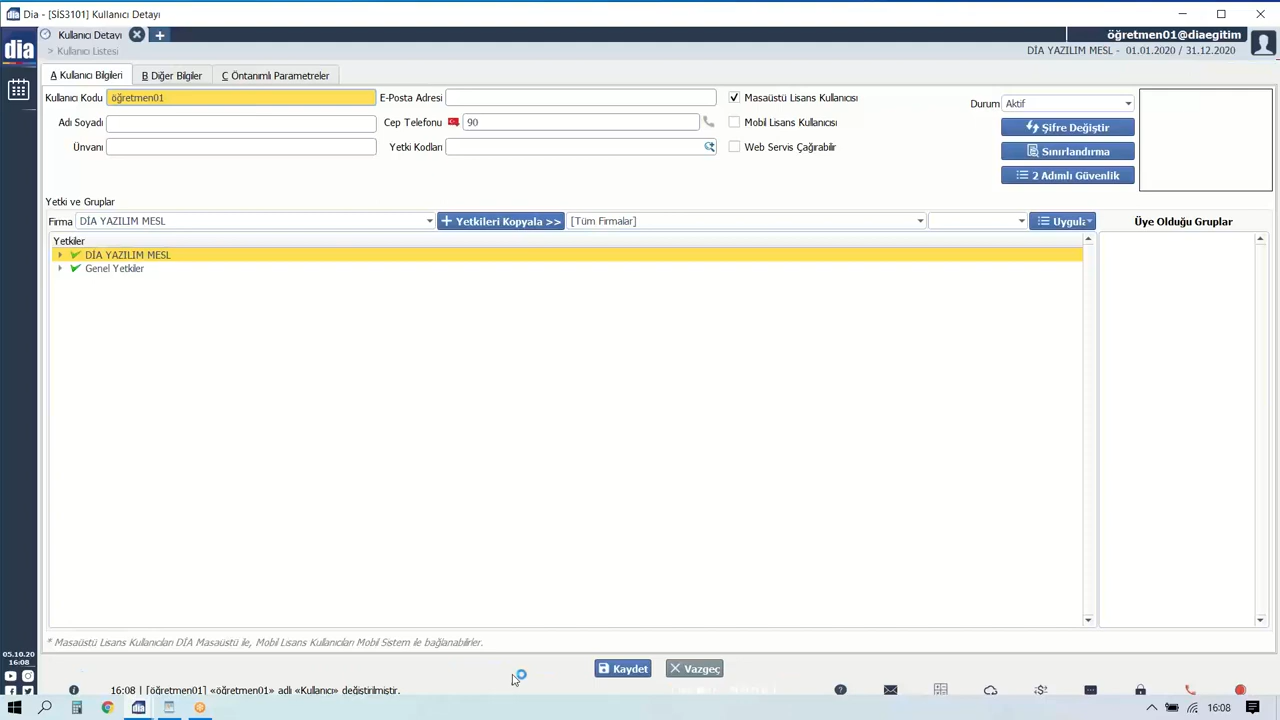 Dia - [SİS3101] Kullanıcı Detayı
dia
Kullanıcı Detayı
> Kullanıcı Listesi
öğretmen01@diaegitim
DİA YAZILIM MESL - 01.01.2020 / 31.12.2020
A Kullanıcı Bilgileri B Diğer Bilgiler C Öntanımlı Parametreler
Kullanıcı Kodu öğretmen01 E-Posta Adresi Masaüstü Lisans Kullanıcısı Durum Aktif
Adı Soyadı Cep Telefonu 90 Mobil Lisans Kullanıcısı Şifre Değiştir
Ünvanı Yetki Kodları Web Servis Çağırabilir Sınırlandırma
2 Adımlı Güvenlik
Yetki ve Gruplar
Firma DİA YAZILIM MESL + Yetkileri Kopyala >> [Tüm Firmalar] Uygula Üye Olduğu Gruplar
Yetkiler
DİA YAZILIM MESL
Genel Yetkiler
* Masaüstü Lisans Kullanıcıları DİA Masaüstü ile, Mobil Lisans Kullanıcıları Mobil Sistem ile bağlanabilirler.
05.10.20
16:08
Kaydet Vazgeç
16:08 | [öğretmen01] «öğretmen01» adlı «Kullanıcı» değiştirilmiştir.
16:08